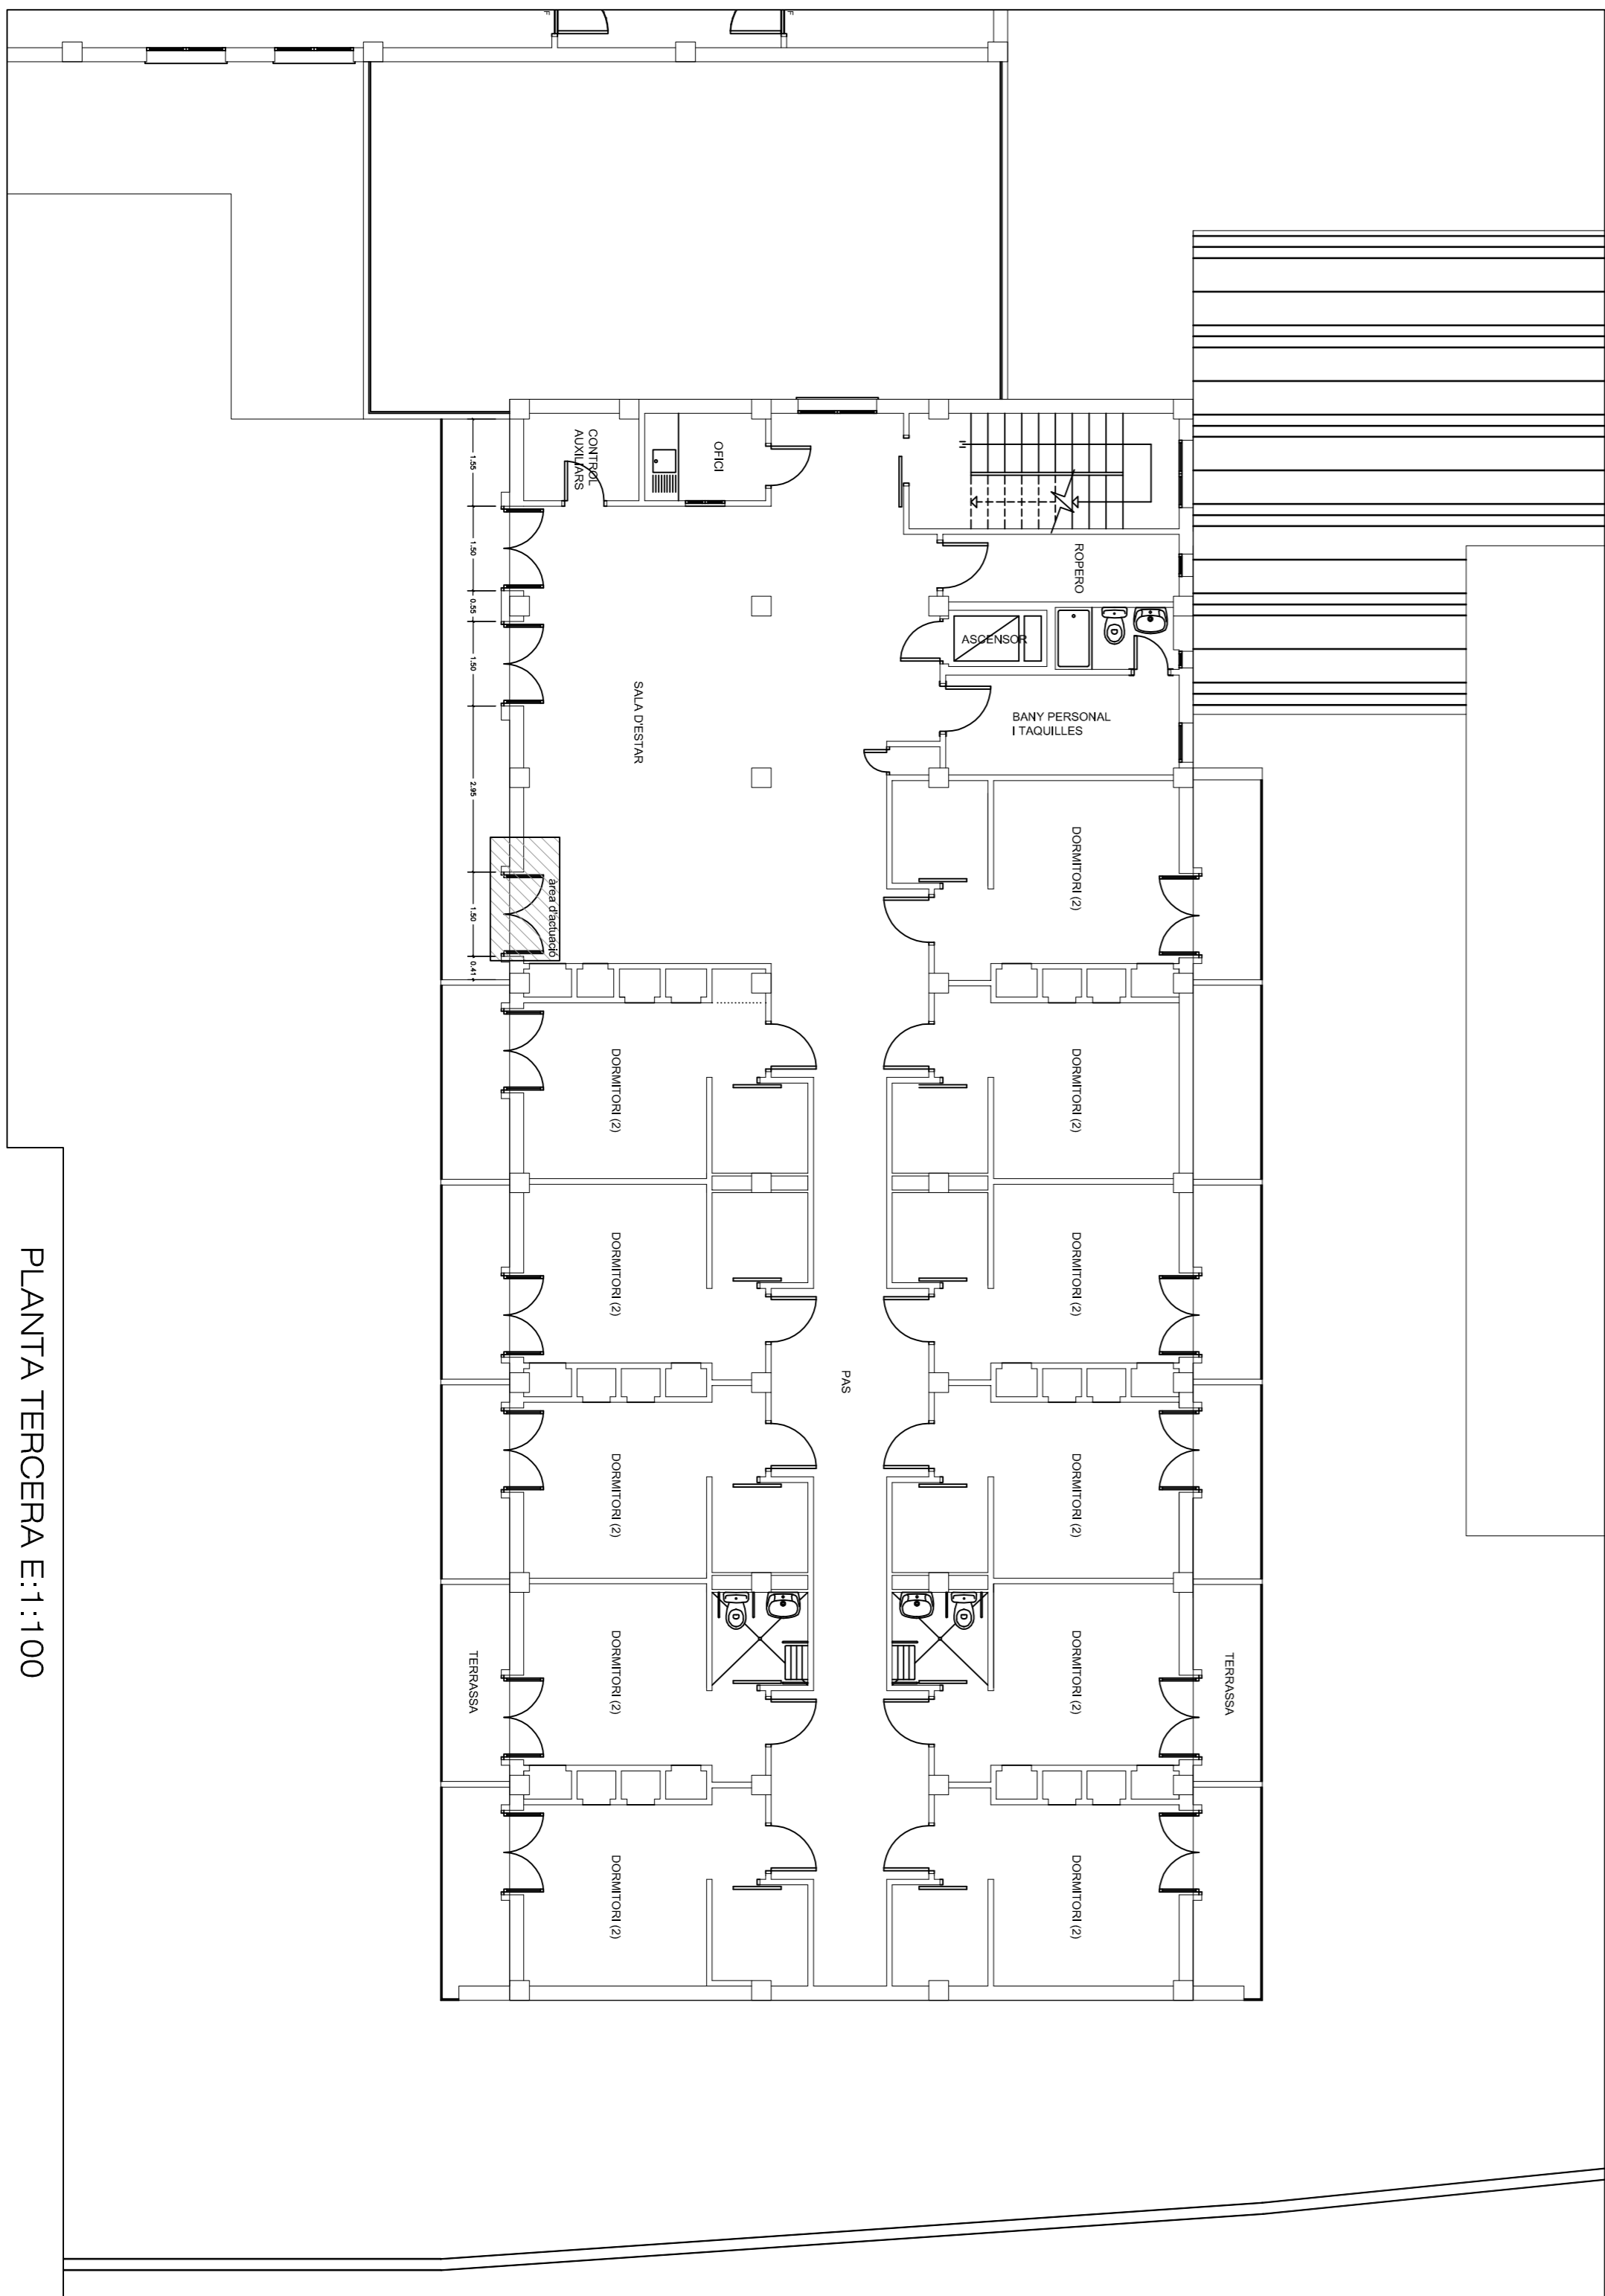 CONTROL
AUXILIARS
OFICI
ROPERO
ASCENSOR
BANY PERSONAL
I TAQUILLES
SALA D'ESTAR
àrea d'actuació
1.55
1.50
0.55
1.50
2.95
1.50
0.41
DORMITORI (2)
DORMITORI (2)
DORMITORI (2)
DORMITORI (2)
DORMITORI (2)
DORMITORI (2)
DORMITORI (2)
DORMITORI (2)
DORMITORI (2)
DORMITORI (2)
DORMITORI (2)
PAS
TERRASSA
TERRASSA
PLANTA TERCERA E:1:100